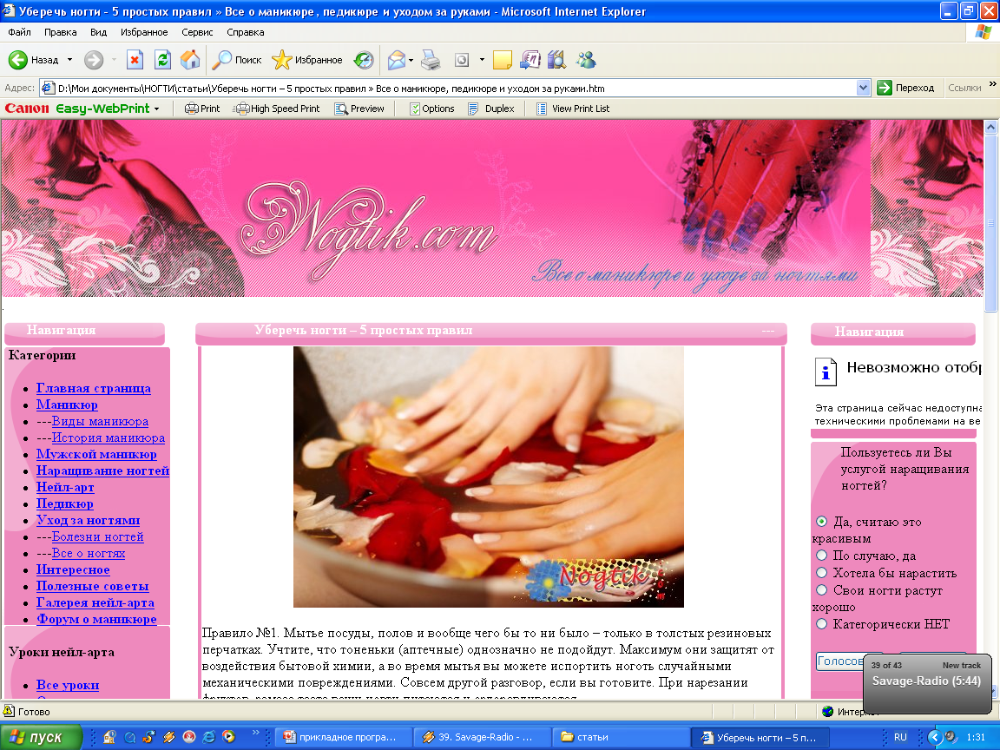 Уберечь ногти - 5 простых правил » Все о маникюре, педикюре и уходом за руками - Microsoft Internet Explorer
Файл Правка Вид Избранное Сервис Справка
Назад Поиск Избранное
Адрес: D:\Мои документы\НОГТИ\статьи\Уберечь ногти – 5 простых правил » Все о маникюре, педикюре и уходом за руками.htm Переход Ссылки »
Canon Easy-WebPrint Print High Speed Print Preview Options Duplex View Print List
Nogtik.com
Все о маникюре и уходе за ногтями
Навигация
Категории
Главная страница
Маникюр
---Виды маникюра
---История маникюра
Мужской маникюр
Наращивание ногтей
Нейл-арт
Педикюр
Уход за ногтями
---Болезни ногтей
---Все о ногтях
Интересное
Полезные советы
Галерея нейл-арта
Форум о маникюре
Уроки нейл-арта
Все уроки
Уберечь ногти – 5 простых правил ---
Nogtik
Правило №1. Мытье посуды, полов и вообще чего бы то ни было – только в толстых резиновых
перчатках. Учтите, что тоненьки (аптечные) однозначно не подойдут. Максимум они защитят от
воздействия бытовой химии, а во время мытья вы можете испортить ноготь случайными
механическими повреждениями. Совсем другой разговор, если вы готовите. При нарезании
Навигация
Невозможно отобр
Эта страница сейчас недоступна
техническими проблемами на ве
Пользуетесь ли Вы
услугой наращивания
ногтей?
Да, считаю это
красивым
По случаю, да
Хотела бы нарастить
Свои ногти растут
хорошо
Категорически НЕТ
Голосов
39 of 43 New track
Savage-Radio (5:44)
Готово Интерн
пуск » прикладное програ... 39. Savage-Radio - ... статьи Уберечь ногти – 5 п... RU 1:31